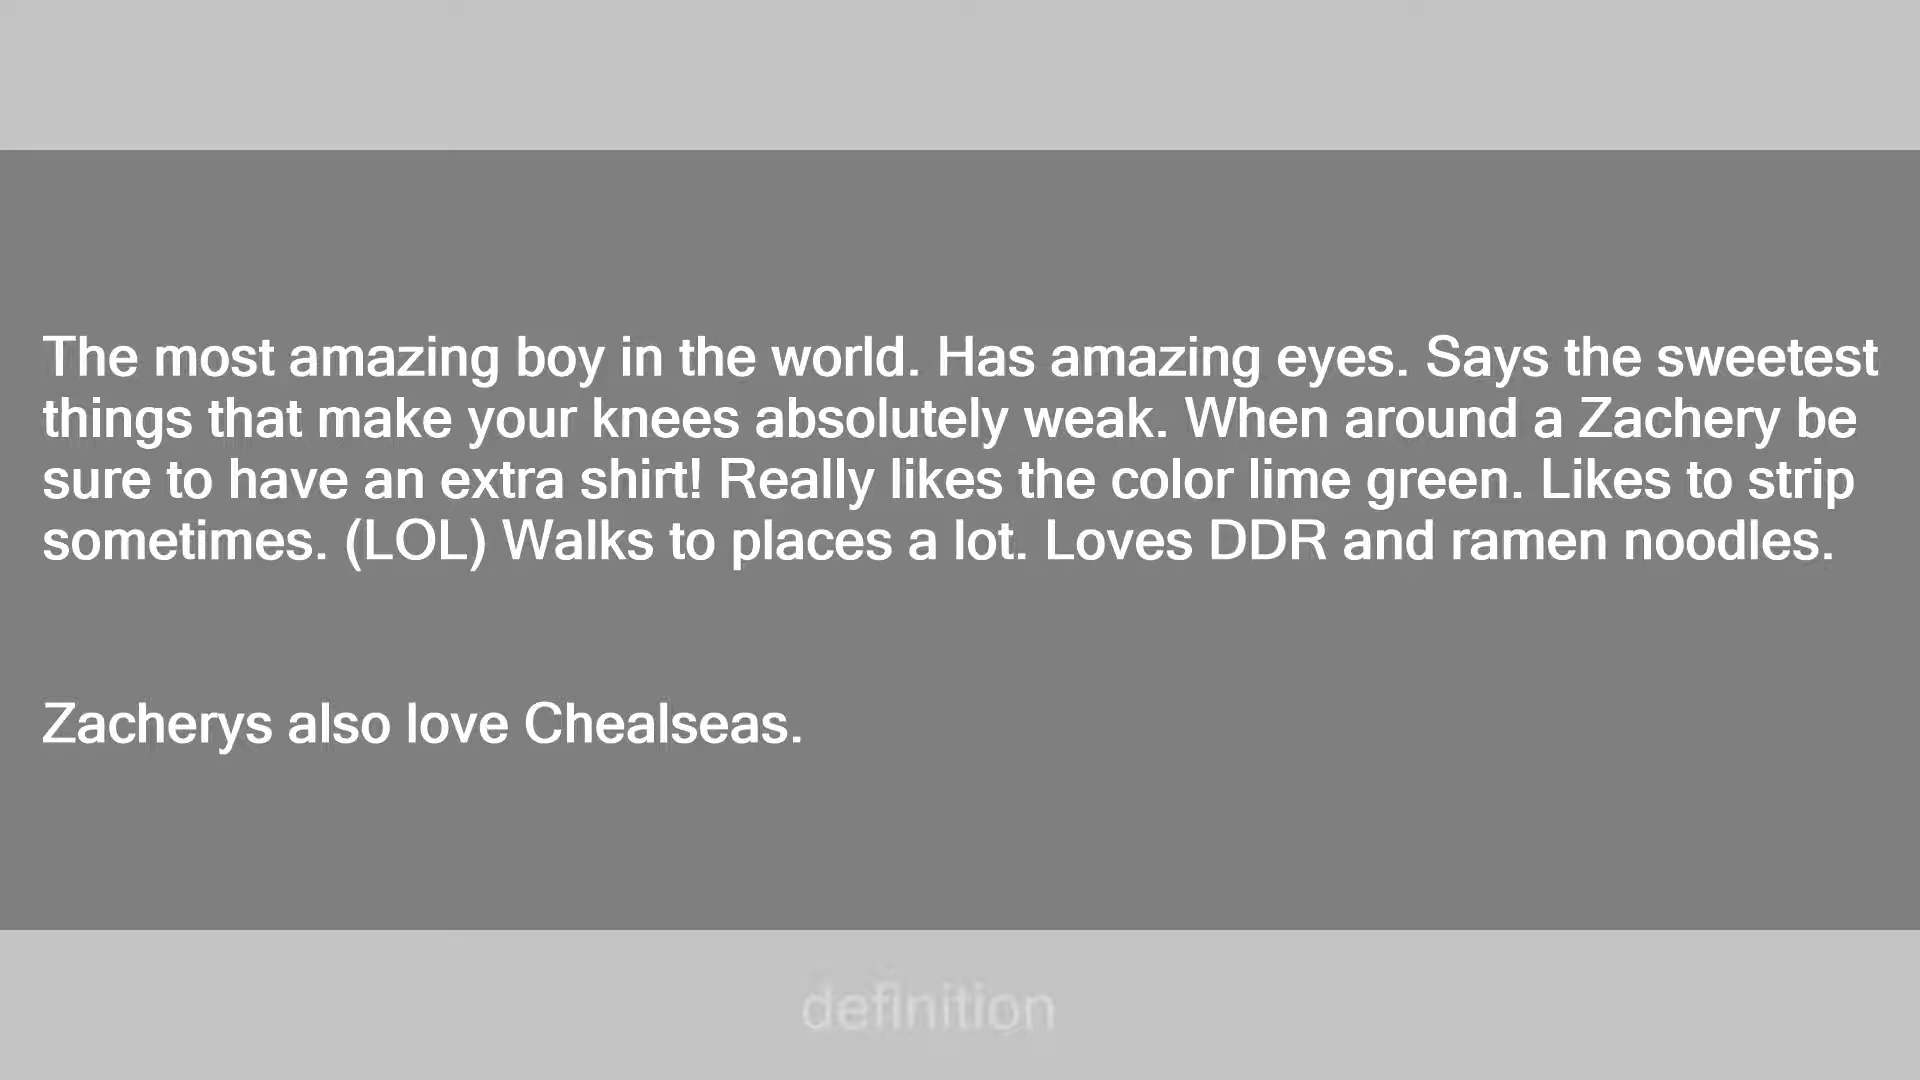 The most amazing boy in the world. Has amazing eyes. Says the sweetest
things that make your knees absolutely weak. When around a Zachery be
sure to have an extra shirt! Really likes the color lime green. Likes to strip
sometimes. (LOL) Walks to places a lot. Loves DDR and ramen noodles.
Zacherys also love Chealseas.
definition